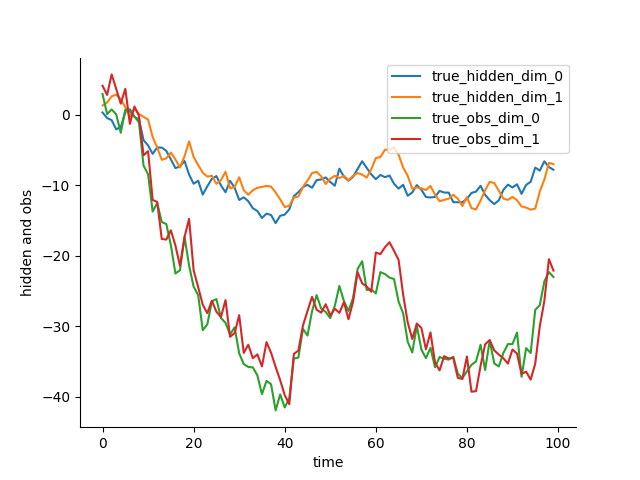 true_hidden_dim_0
true_hidden_dim_1
true_obs_dim_0
true_obs_dim_1
0
−10
−20
−30
−40
hidden and obs
0 20 40 60 80 100
time